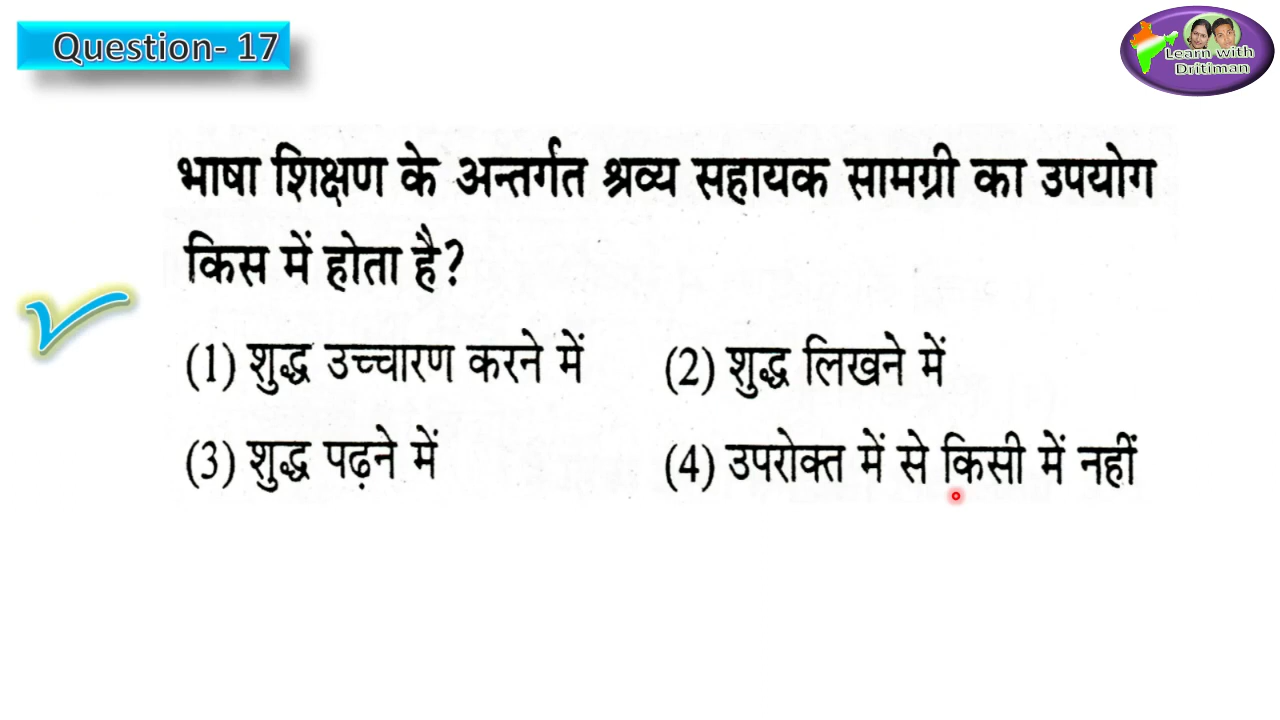 Question- 17
Learn with
Dritiman
भाषा शिक्षण के अन्तर्गत श्रव्य सहायक सामग्री का उपयोग
किस में होता है?
(1) शुद्ध उच्चारण करने में (2) शुद्ध लिखने में
(3) शुद्ध पढ़ने में (4) उपरोक्त में से किसी में नहीं